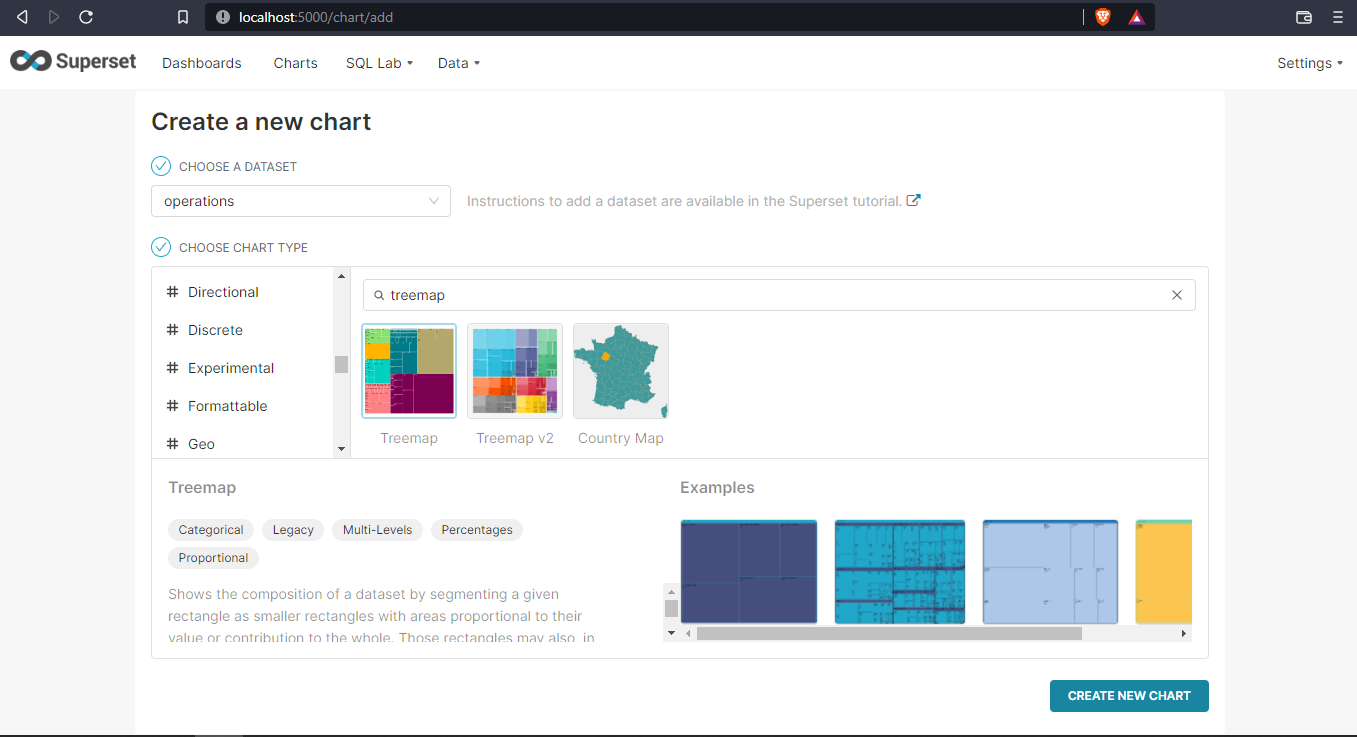 localhost:5000/chart/add
Superset Dashboards Charts SQL Lab Data Settings
Create a new chart
CHOOSE A DATASET
operations Instructions to add a dataset are available in the Superset tutorial.
CHOOSE CHART TYPE
# Directional
# Discrete
# Experimental
# Formattable
# Geo
treemap
Treemap Treemap v2 Country Map
Treemap
Categorical Legacy Multi-Levels Percentages
Proportional
Shows the composition of a dataset by segmenting a given
rectangle as smaller rectangles with areas proportional to their
value or contribution to the whole. Those rectangles may also, in
Examples
CREATE NEW CHART